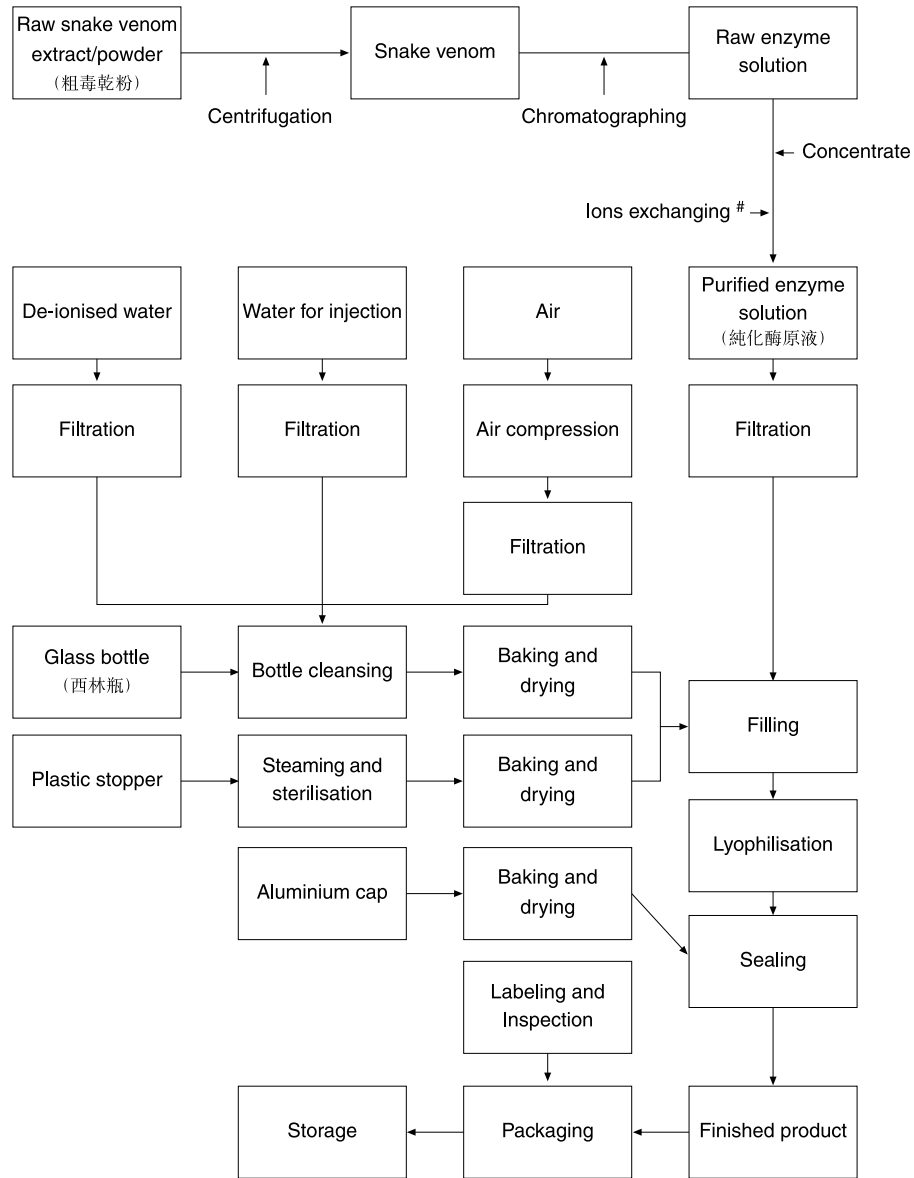 Raw snake venom
extract/powder
（粗毒乾粉）
Snake venom
Raw enzyme
solution
Centrifugation
Chromatographing
Concentrate
Ions exchanging #
De-ionised water
Water for injection
Air
Purified enzyme
solution
（純化酶原液）
Filtration
Filtration
Air compression
Filtration
Filtration
Glass bottle
（西林瓶）
Bottle cleansing
Baking and
drying
Filling
Plastic stopper
Steaming and
sterilisation
Baking and
drying
Lyophilisation
Aluminium cap
Baking and
drying
Sealing
Labeling and
Inspection
Storage
Packaging
Finished product